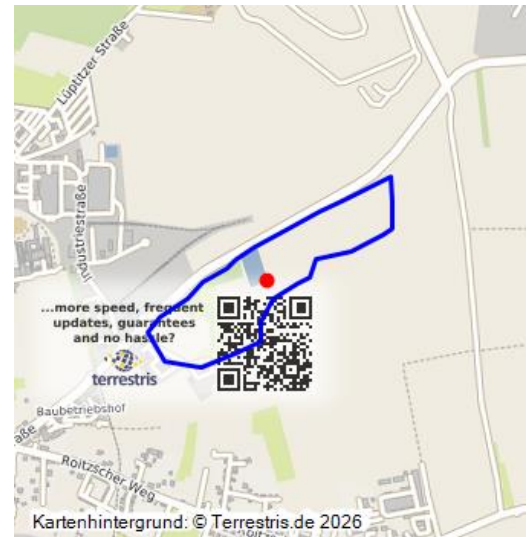 Lüptitzer Straße
Industriestraße
...more speed, frequent
updates, guarantees
and no hassle?
terrestris
Baubetriebshof
aße
Roitzscher Weg
Kartenhintergrund: © Terrestris.de 2026